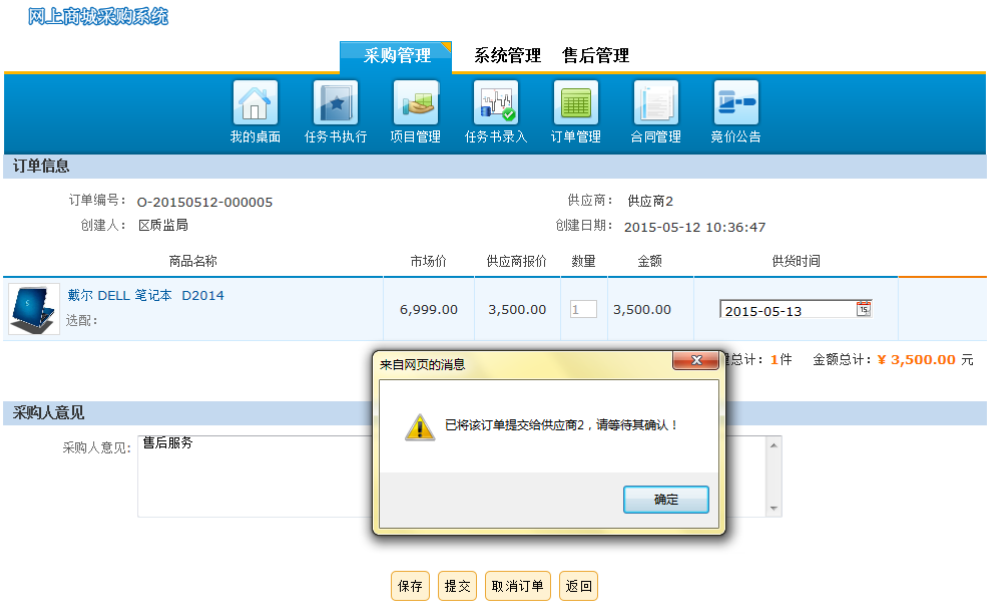 网上商城采购系统
采购管理 系统管理 售后管理
我的桌面 任务书执行 项目管理 任务书录入 订单管理 合同管理 竞价公告
订单信息
订单编号: O-20150512-000005 供应商: 供应商2
创建人: 区质监局 创建日期: 2015-05-12 10:36:47
商品名称 市场价 供应商报价 数量 金额 供货时间
戴尔 DELL 笔记本 D2014
选配:
6,999.00 3,500.00 1 3,500.00 2015-05-13
总计: 1件 金额总计: ¥ 3,500.00 元
来自网页的消息
已将该订单提交给供应商2，请等待其确认！
确定
采购人意见
采购人意见: 售后服务
保存 提交 取消订单 返回